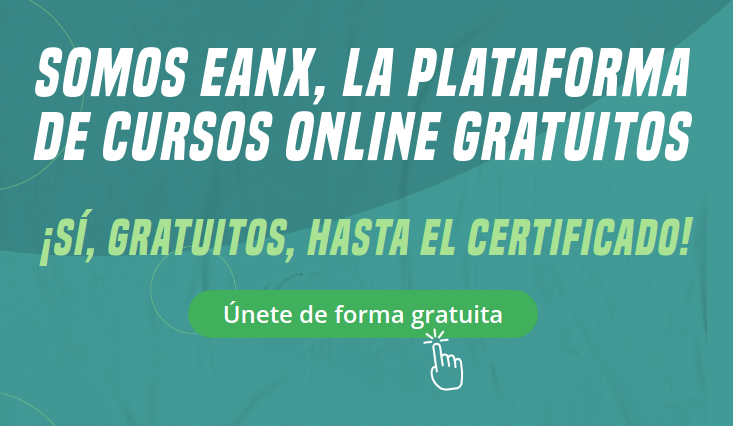 SOMOS EANX, LA PLATAFORMA
DE CURSOS ONLINE GRATUITOS
¡SÍ, GRATUITOS, HASTA EL CERTIFICADO!
Únete de forma gratuita